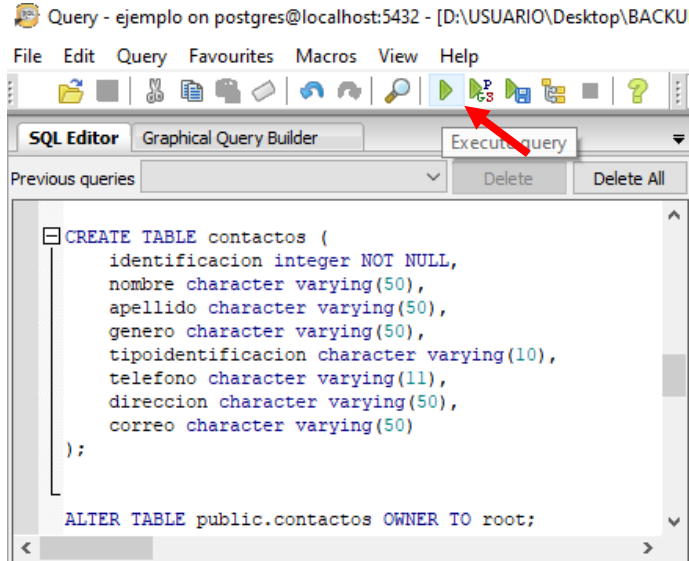 Query - ejemplo on postgres@localhost:5432 - [D:\USUARIO\Desktop\BACKU
File Edit Query Favourites Macros View Help
SQL Editor Graphical Query Builder
Execute query
Previous queries Delete Delete All
CREATE TABLE contactos (
identificacion integer NOT NULL,
nombre character varying(50),
apellido character varying(50),
genero character varying(50),
tipoidentificacion character varying(10),
telefono character varying(11),
direccion character varying(50),
correo character varying(50)
);
ALTER TABLE public.contactos OWNER TO root;